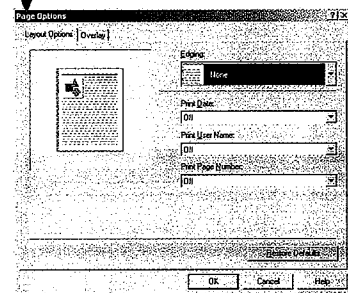 Page Options
Layout Options Overlay
Edging:
None
Print Date:
Off
Print User Name:
Off
Print Page Number:
Off
Restore Defaults
OK Cancel Help